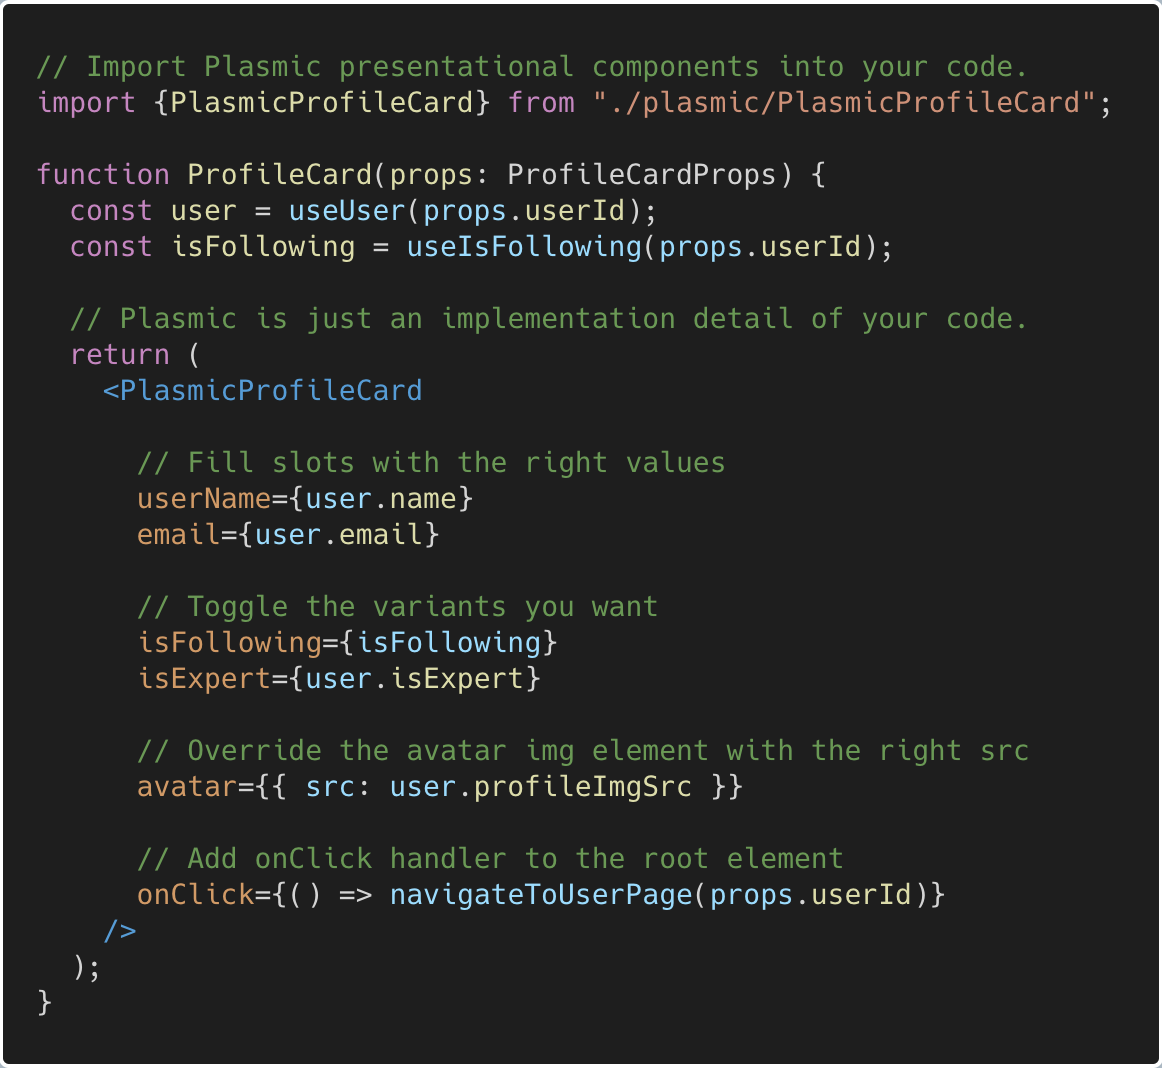 // Import Plasmic presentational components into your code.
import {PlasmicProfileCard} from "./plasmic/PlasmicProfileCard";
function ProfileCard(props: ProfileCardProps) {
const user = useUser(props.userId);
const isFollowing = useIsFollowing(props.userId);
// Plasmic is just an implementation detail of your code.
return (
<PlasmicProfileCard
// Fill slots with the right values
userName={user.name}
email={user.email}
// Toggle the variants you want
isFollowing={isFollowing}
isExpert={user.isExpert}
// Override the avatar img element with the right src
avatar={{ src: user.profileImgSrc }}
// Add onClick handler to the root element
onClick={() => navigateToUserPage(props.userId)}
/>
);
}